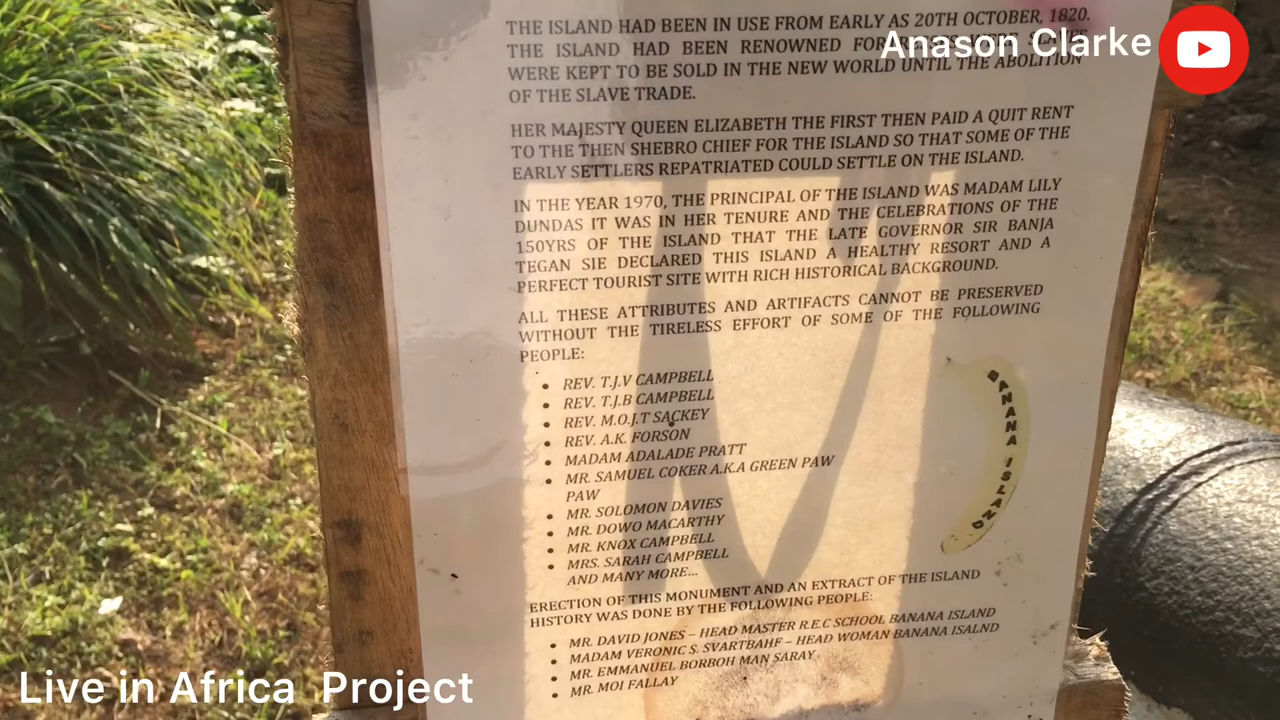 THE ISLAND HAD BEEN IN USE FROM EARLY AS 20TH OCTOBER, 1820.
THE ISLAND HAD BEEN RENOWNED FOR
WERE KEPT TO BE SOLD IN THE NEW WORLD UNTIL THE ABOLITION
OF THE SLAVE TRADE.
Anason Clarke
HER MAJESTY QUEEN ELIZABETH THE FIRST THEN PAID A QUIT RENT
TO THE THEN SHEBRO CHIEF FOR THE ISLAND SO THAT SOME OF THE
EARLY SETTLERS REPATRIATED COULD SETTLE ON THE ISLAND.
IN THE YEAR 1970, THE PRINCIPAL OF THE ISLAND WAS MADAM LILY
DUNDAS IT WAS IN HER TENURE AND THE CELEBRATIONS OF THE
150YRS OF THE ISLAND THAT THE LATE GOVERNOR SIR BANJA
TEGAN SIE DECLARED THIS ISLAND A HEALTHY RESORT AND A
PERFECT TOURIST SITE WITH RICH HISTORICAL BACKGROUND.
ALL THESE ATTRIBUTES AND ARTIFACTS CANNOT BE PRESERVED
WITHOUT THE TIRELESS EFFORT OF SOME OF THE FOLLOWING
PEOPLE:
• REV. T.J.V CAMPBELL
• REV. T.J.B CAMPBELL
• REV. M.O.J.T SACKEY
• REV. A.K. FORSON
• MADAM ADALADE PRATT
• MR. SAMUEL COKER A.K.A GREEN PAW
PAW
• MR. SOLOMON DAVIES
• MR. DOWO MACARTHY
• MR. KNOX CAMPBELL
• MRS. SARAH CAMPBELL
AND MANY MORE...
BANANA ISLAND
ERECTION OF THIS MONUMENT AND AN EXTRACT OF THE ISLAND
HISTORY WAS DONE BY THE FOLLOWING PEOPLE:
• MR. DAVID JONES – HEAD MASTER R.E.C SCHOOL BANANA ISLAND
• MADAM VERONIC S. SVARTBAHF – HEAD WOMAN BANANA ISALND
• MR. EMMANUEL BORBOH MAN SARAY
• MR. MOI FALLAY
Live in Africa Project